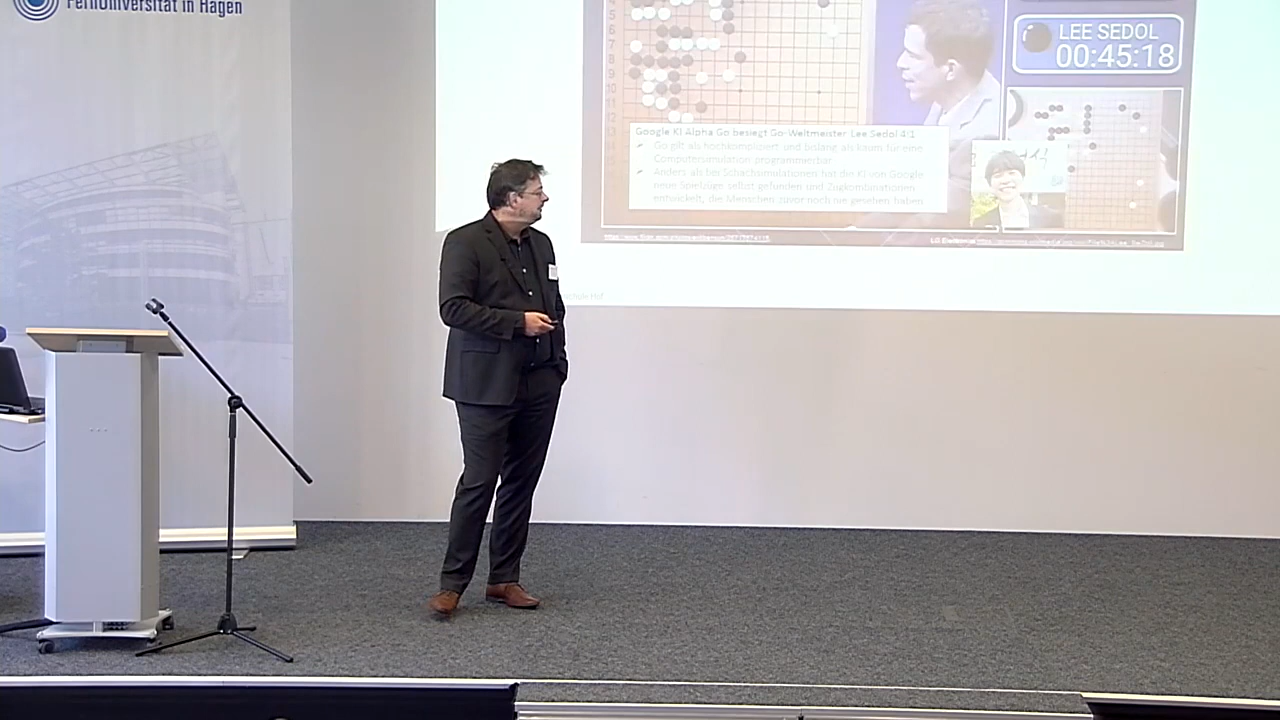 FernUniversität in Hagen
LEE SEDOL
00:45:18
Google KI Alpha Go besiegt Go-Weltmeister Lee Sedol 4:1
Go gilt als hochkompliziert und bislang als kaum für eine
Computersimulation programmierbar
Anders als bei Schachsimulationen hat die KI von Google
neue Spielzüge selbst gefunden und Zugkombinationen
entwickelt, die Menschen zuvor noch nie gesehen haben
Hof